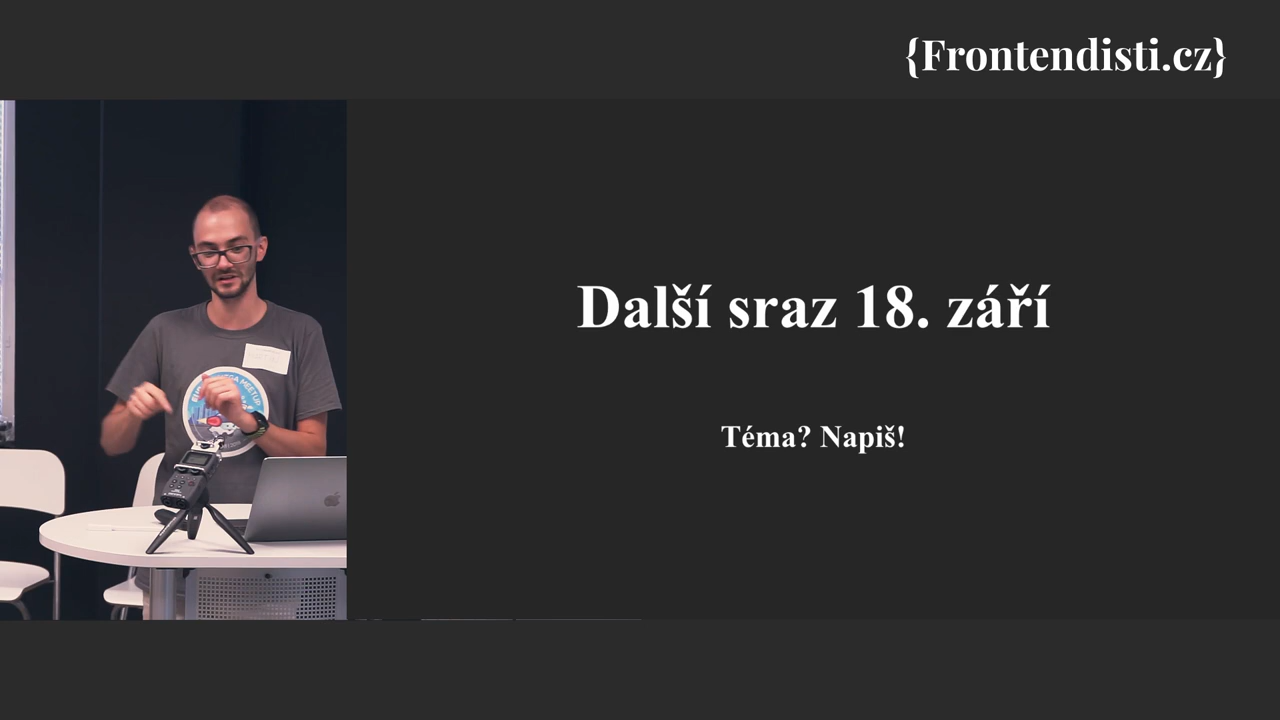 {Frontendisti.cz}
Další sraz 18. září
Téma? Napiš!